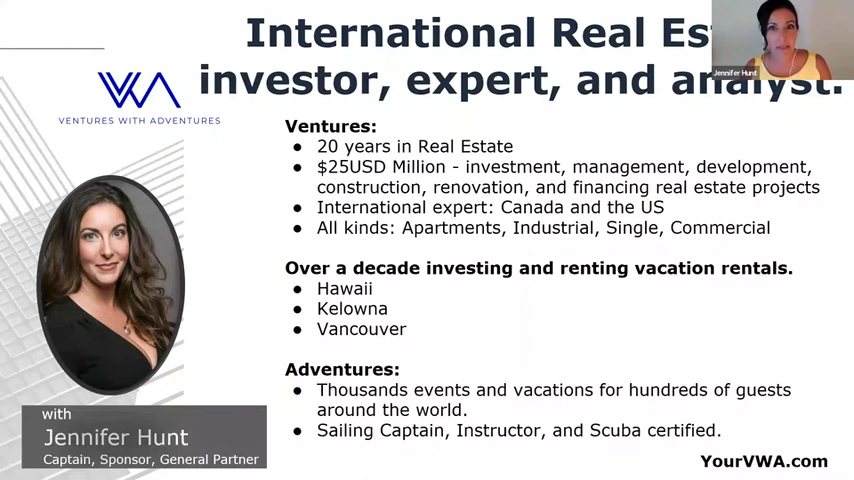 International Real Es
investor, expert, and analyst.
Jennifer Hunt
VWA
VENTURES WITH ADVENTURES
Ventures:
● 20 years in Real Estate
● $25USD Million - investment, management, development,
construction, renovation, and financing real estate projects
● International expert: Canada and the US
● All kinds: Apartments, Industrial, Single, Commercial
Over a decade investing and renting vacation rentals.
● Hawaii
● Kelowna
● Vancouver
Adventures:
● Thousands events and vacations for hundreds of guests
around the world.
● Sailing Captain, Instructor, and Scuba certified.
with
Jennifer Hunt
Captain, Sponsor, General Partner
YourVWA.com